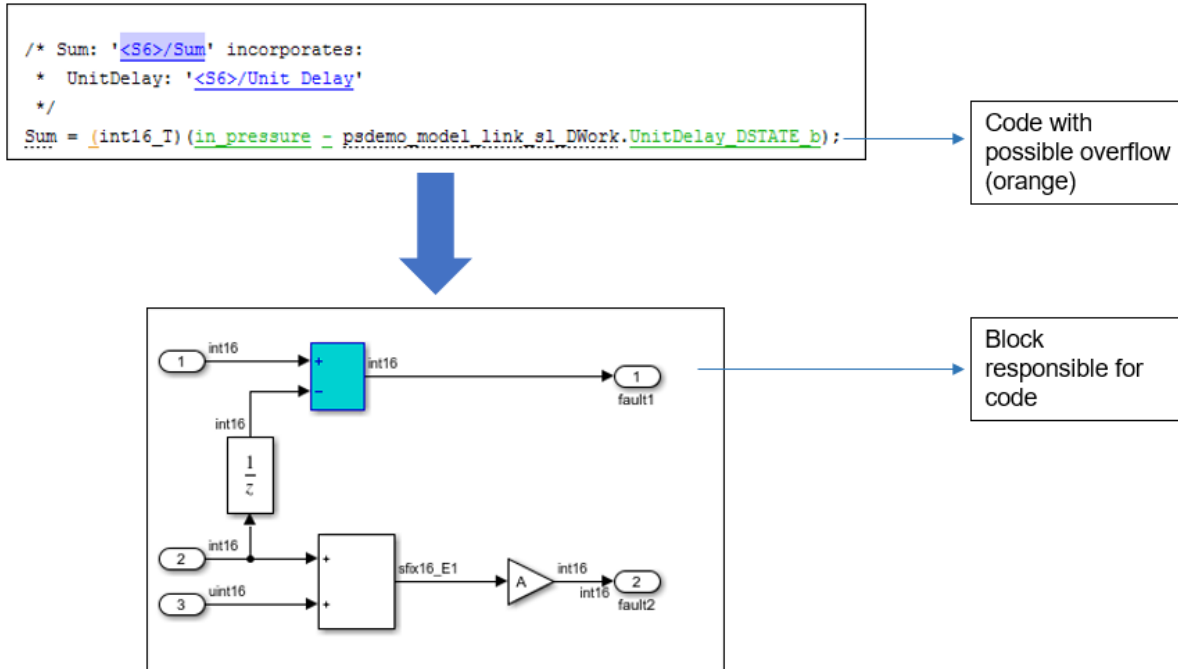 /* Sum: '<S6>/Sum' incorporates:
*  UnitDelay: '<S6>/Unit Delay'
*/
Sum = (int16_T)(in_pressure - psdemo_model_link_sl_DWork.UnitDelay_DSTATE_b);
Code with
possible overflow
(orange)
Block
responsible for
code
1
int16
+
-
int16
1
fault1
int16
1
z
2
int16
+
3
uint16
+
sfix16_E1
A
int16
int16
2
fault2